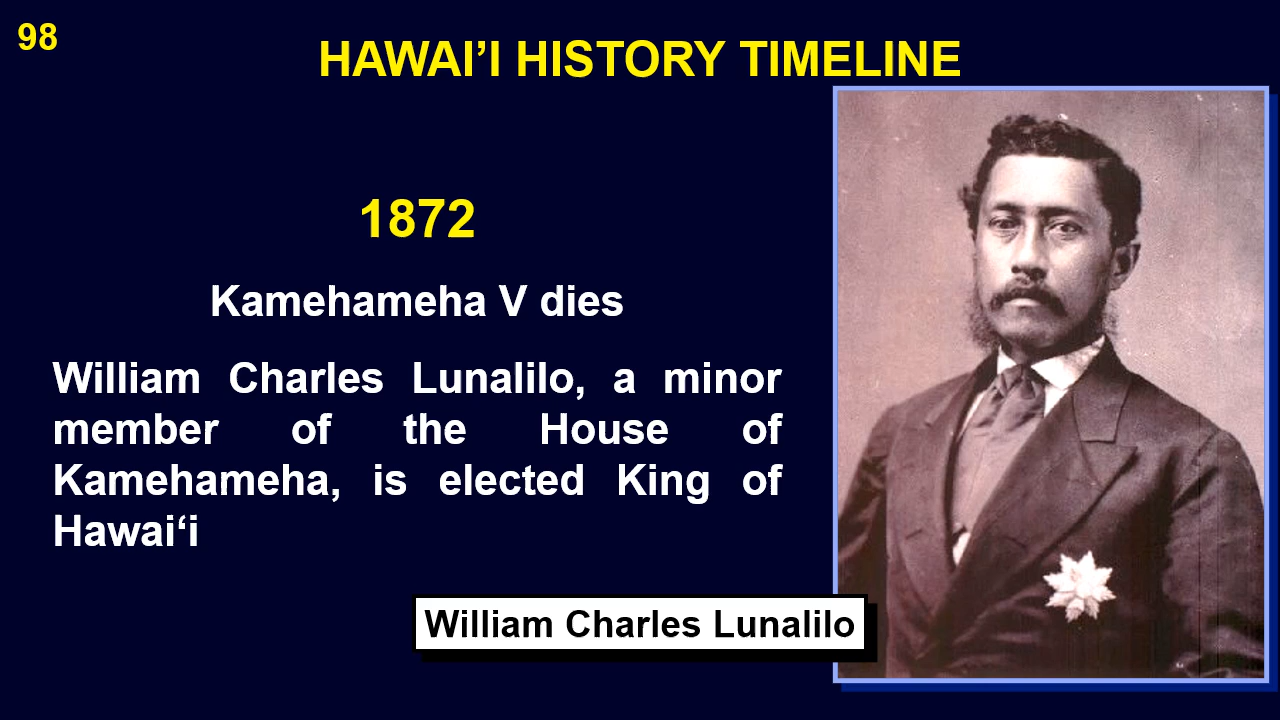 98
HAWAI’I HISTORY TIMELINE
1872
Kamehameha V dies
William Charles Lunalilo, a minor
member of the House of
Kamehameha, is elected King of
Hawai‘i
William Charles Lunalilo